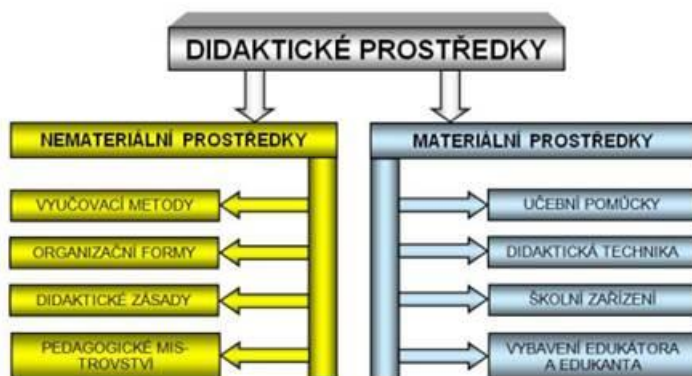 DIDAKTICKÉ PROSTŘEDKY
NEMATERIÁLNÍ PROSTŘEDKY
VYUČOVACÍ METODY
ORGANIZAČNÍ FORMY
DIDAKTICKÉ ZÁSADY
PEDAGOGICKÉ MIS-
TROVSTVÍ
MATERIÁLNÍ PROSTŘEDKY
UČEBNÍ POMŮCKY
DIDAKTICKÁ TECHNIKA
ŠKOLNÍ ZAŘÍZENÍ
VYBAVENÍ EDUKÁTORA
A EDUKANTA